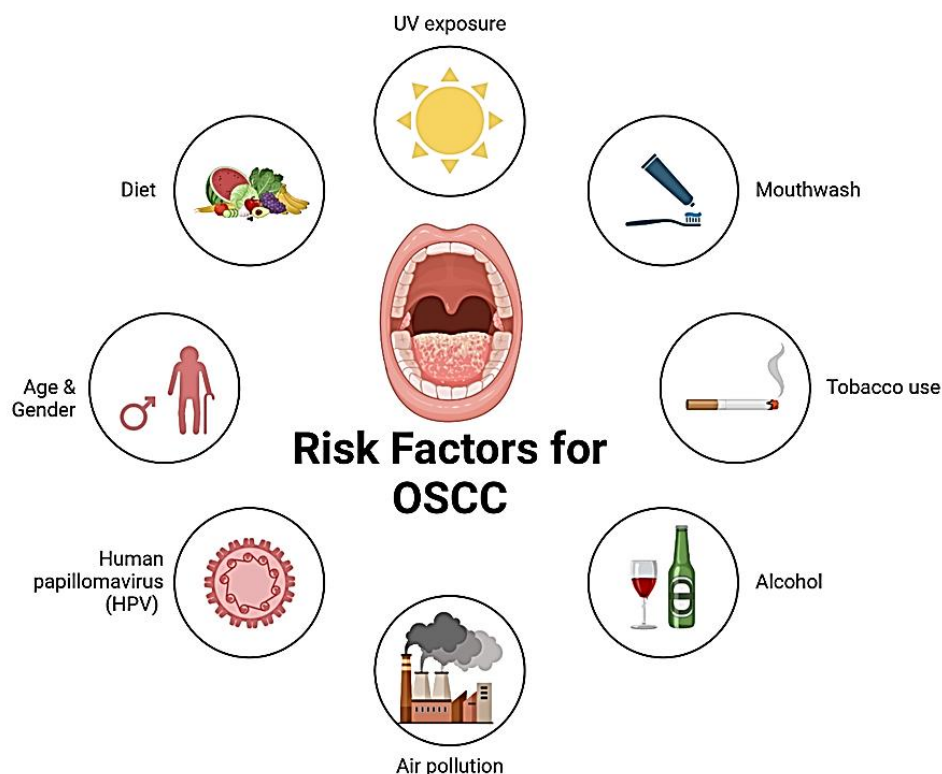 UV exposure
Diet
Mouthwash
Age &
Gender
Tobacco use
Risk Factors for
OSCC
Human
papillomavirus
(HPV)
Alcohol
Air pollution